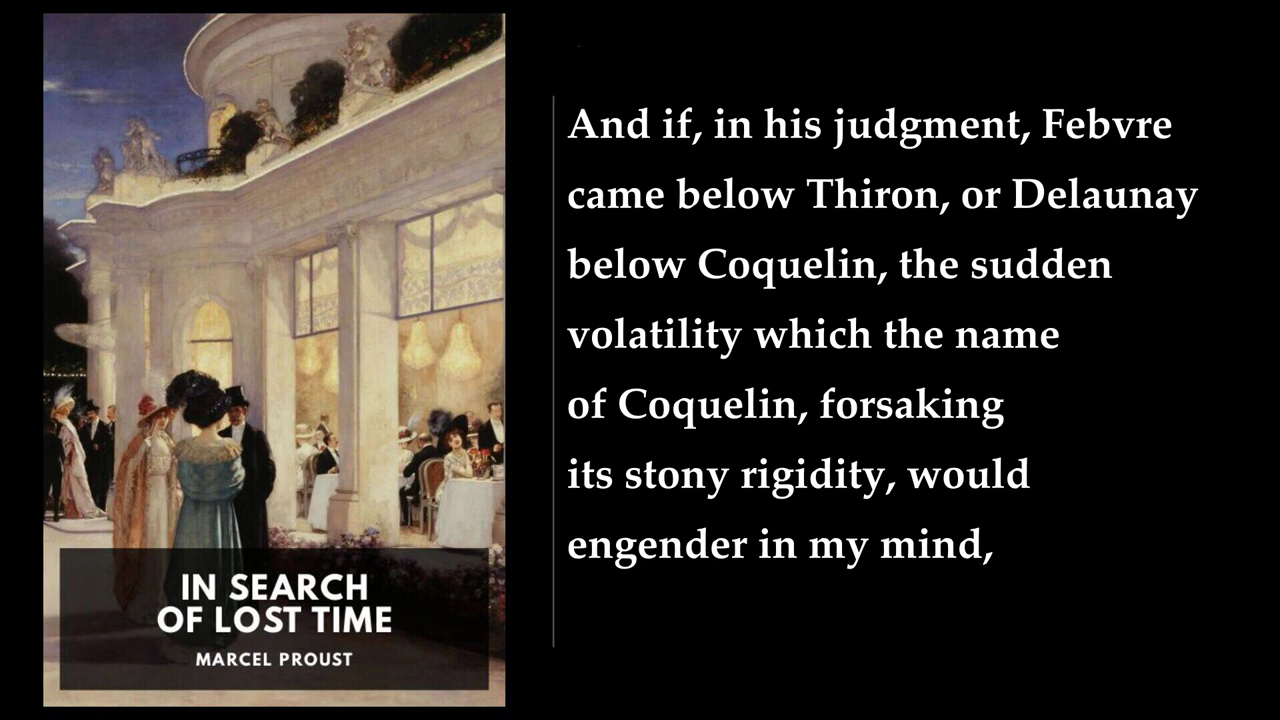 IN SEARCH
OF LOST TIME
MARCEL PROUST
And if, in his judgment, Febvre
came below Thiron, or Delaunay
below Coquelin, the sudden
volatility which the name
of Coquelin, forsaking
its stony rigidity, would
engender in my mind,